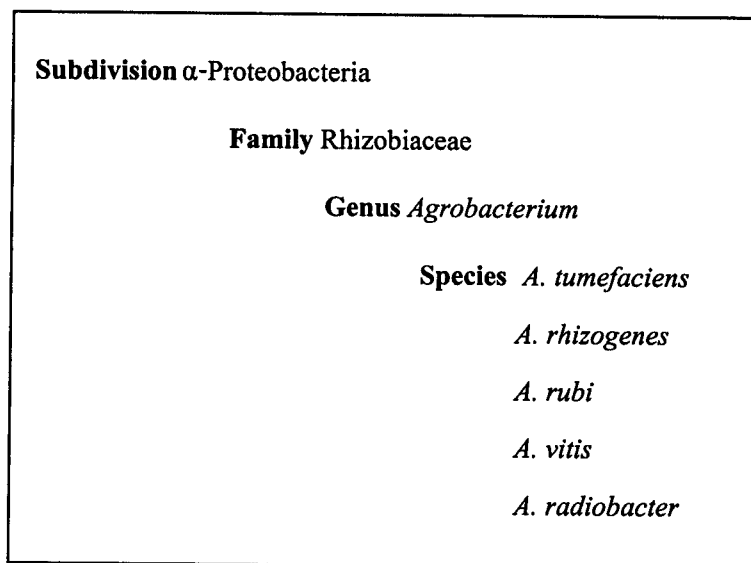 Subdivision α-Proteobacteria
Family Rhizobiaceae
Genus Agrobacterium
Species A. tumefaciens
A. rhizogenes
A. rubi
A. vitis
A. radiobacter